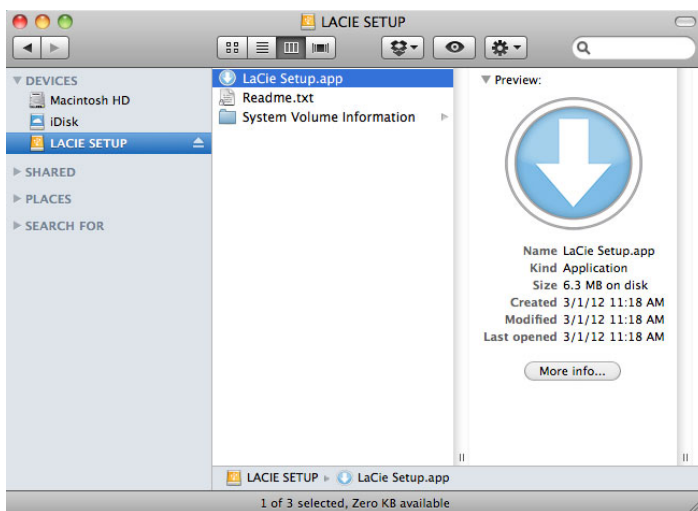 LACIE SETUP
DEVICES
Macintosh HD
iDisk
LACIE SETUP
SHARED
PLACES
SEARCH FOR
LaCie Setup.app
Readme.txt
System Volume Information
Preview:
Name LaCie Setup.app
Kind Application
Size 6.3 MB on disk
Created 3/1/12 11:18 AM
Modified 3/1/12 11:18 AM
Last opened 3/1/12 11:18 AM
More info...
LACIE SETUP LaCie Setup.app
1 of 3 selected, Zero KB available